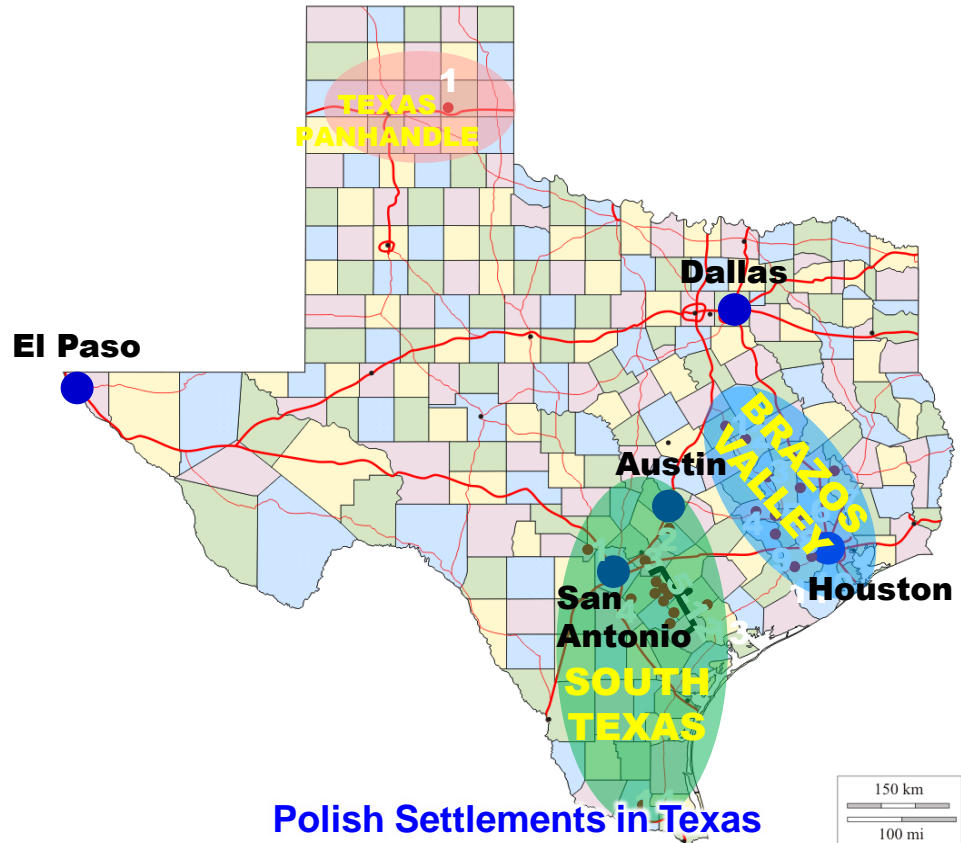 1
TEXAS
PANHANDLE
Dallas
El Paso
BRAZOS
VALLEY
Austin
Houston
San
Antonio
SOUTH
TEXAS
Polish Settlements in Texas
150 km
100 mi